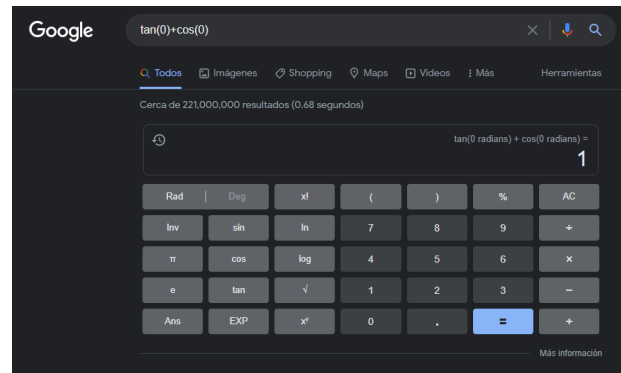 Google tan(0)+cos(0)
Todos Imágenes Shopping Maps Videos Más Herramientas
Cerca de 221,000,000 resultados (0.68 segundos)
tan(0 radians) + cos(0 radians) =
1
Rad | Deg x! ( ) % AC
Inv sin ln 7 8 9 ÷
π cos log 4 5 6 ×
e tan √ 1 2 3 −
Ans EXP xʸ 0 . = +
Más información